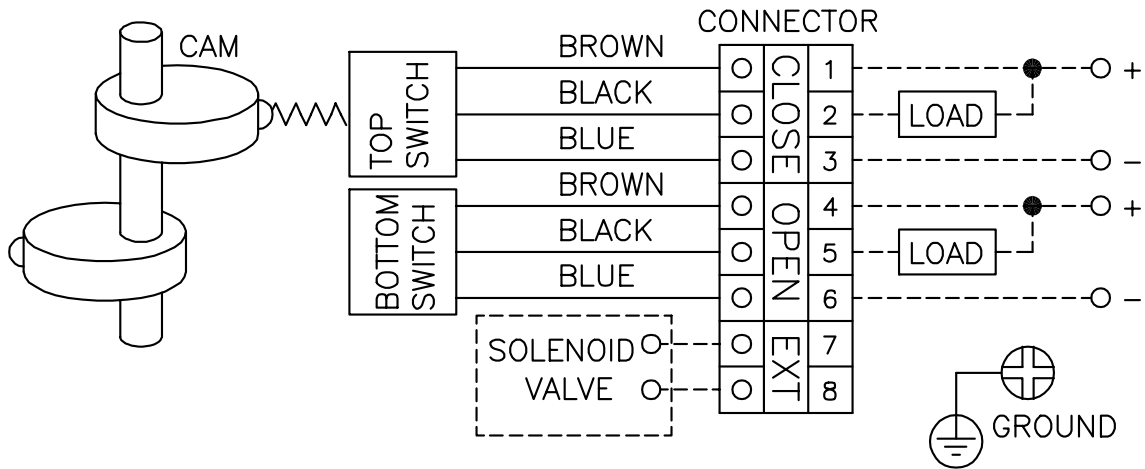 CONNECTOR
CAM
TOP
SWITCH
BROWN
BLACK
BLUE
CLOSE
1
2
3
LOAD
+
−
BOTTOM
SWITCH
BROWN
BLACK
BLUE
OPEN
4
5
6
LOAD
+
−
SOLENOID
VALVE
EXT
7
8
GROUND